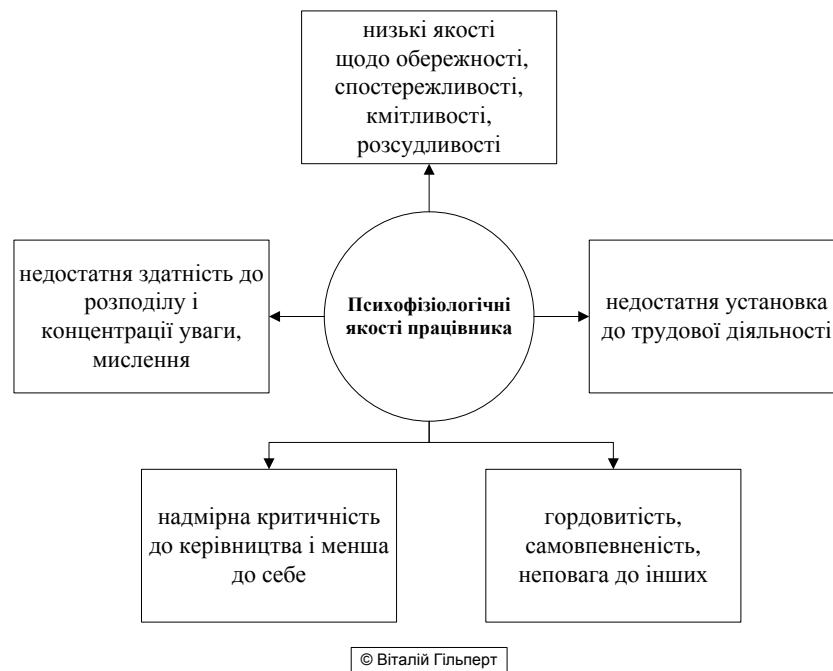 низькі якості
щодо обережності,
спостережливості,
кмітливості,
розсудливості
недостатня здатність до
розподілу і
концентрації уваги,
мислення
Психофізіологічні
якості працівника
недостатня установка
до трудової діяльності
надмірна критичність
до керівництва і менша
до себе
гордовитість,
самовпевненість,
неповага до інших
© Віталій Гільперт